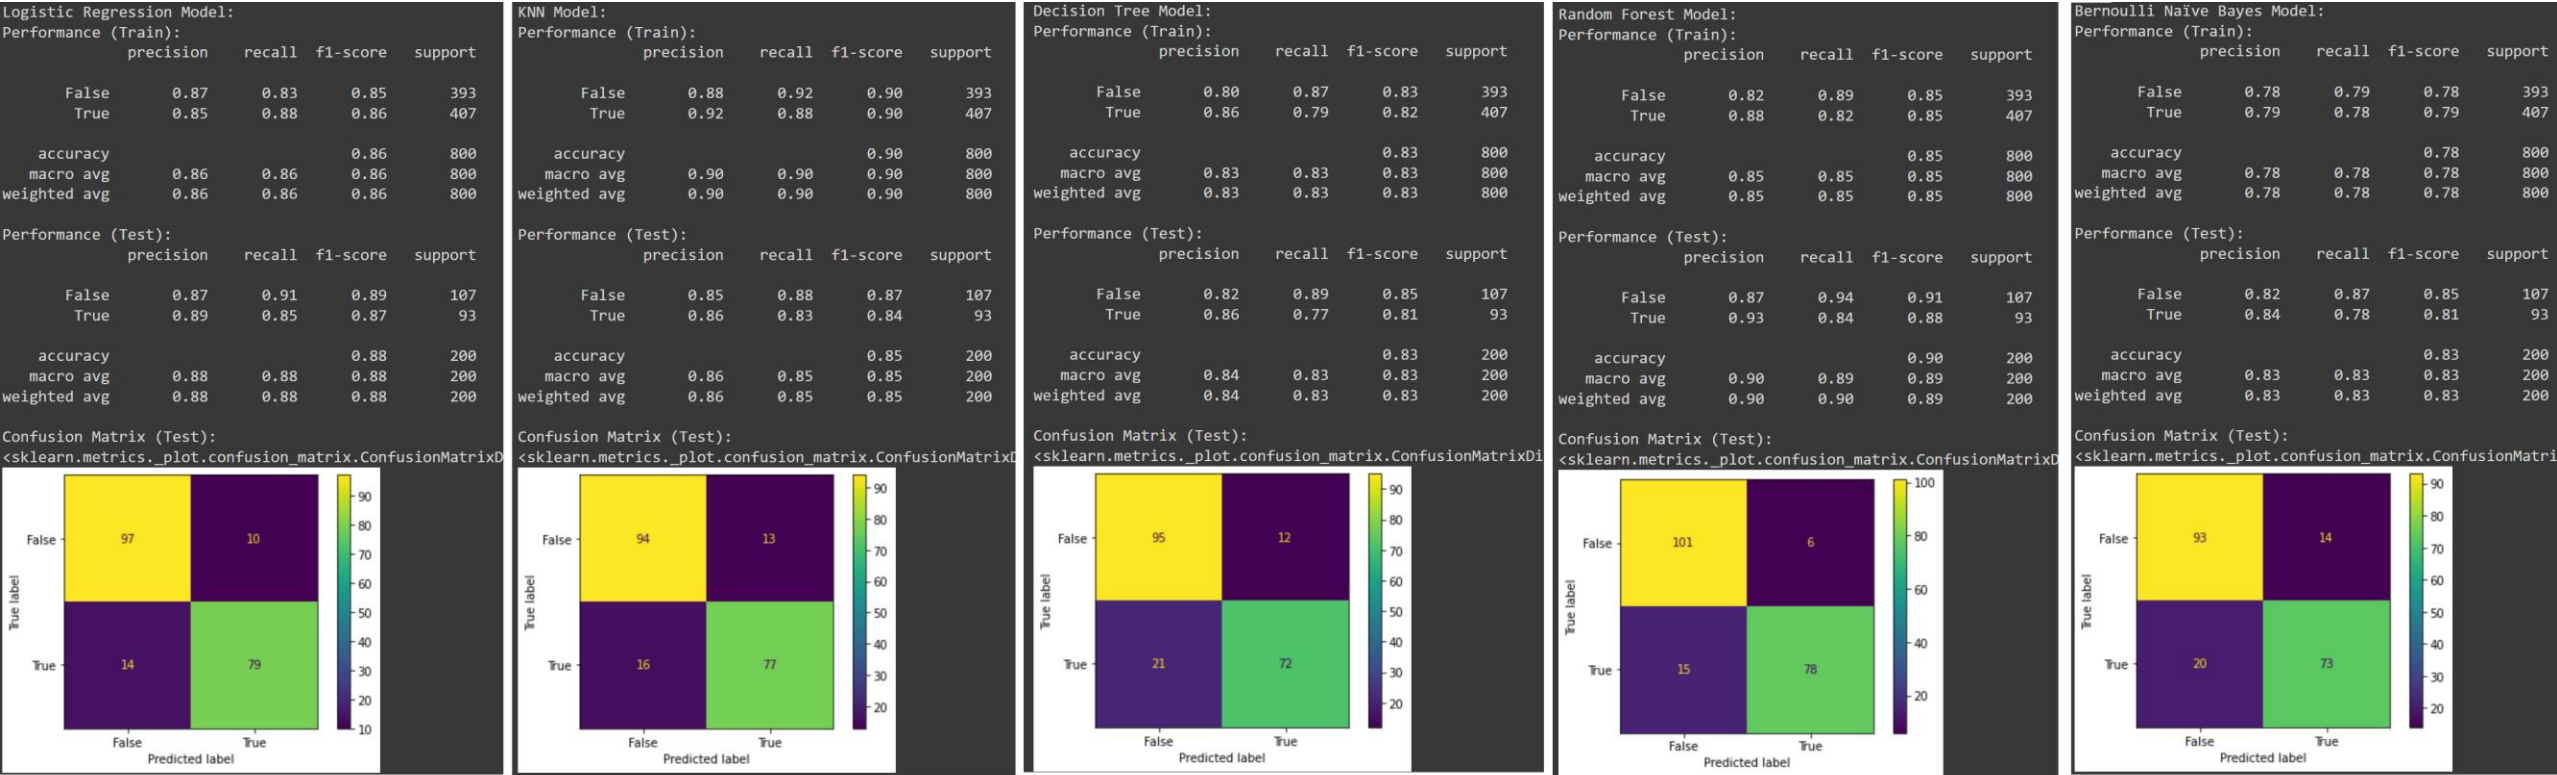 Logistic Regression Model:
Performance (Train):
precision recall f1-score support
False 0.87 0.83 0.85 393
True 0.85 0.88 0.86 407
accuracy 0.86 800
macro avg 0.86 0.86 0.86 800
weighted avg 0.86 0.86 0.86 800
Performance (Test):
precision recall f1-score support
False 0.87 0.91 0.89 107
True 0.89 0.85 0.87 93
accuracy 0.88 200
macro avg 0.88 0.88 0.88 200
weighted avg 0.88 0.88 0.88 200
Confusion Matrix (Test):
<sklearn.metrics._plot.confusion_matrix.ConfusionMatrixD
90
80
70
60
50
40
30
20
10
False 97 10
True 14 79
True label
False True
Predicted label
KNN Model:
Performance (Train):
precision recall f1-score support
False 0.88 0.92 0.90 393
True 0.92 0.88 0.90 407
accuracy 0.90 800
macro avg 0.90 0.90 0.90 800
weighted avg 0.90 0.90 0.90 800
Performance (Test):
precision recall f1-score support
False 0.85 0.88 0.87 107
True 0.86 0.83 0.84 93
accuracy 0.85 200
macro avg 0.86 0.85 0.85 200
weighted avg 0.86 0.85 0.85 200
Confusion Matrix (Test):
<sklearn.metrics._plot.confusion_matrix.ConfusionMatrixD
90
80
70
60
50
40
30
20
False 94 13
True 16 77
True label
False True
Predicted label
Decision Tree Model:
Performance (Train):
precision recall f1-score support
False 0.80 0.87 0.83 393
True 0.86 0.79 0.82 407
accuracy 0.83 800
macro avg 0.83 0.83 0.83 800
weighted avg 0.83 0.83 0.83 800
Performance (Test):
precision recall f1-score support
False 0.82 0.89 0.85 107
True 0.86 0.77 0.81 93
accuracy 0.83 200
macro avg 0.84 0.83 0.83 200
weighted avg 0.84 0.83 0.83 200
Confusion Matrix (Test):
<sklearn.metrics._plot.confusion_matrix.ConfusionMatrixDi
90
80
70
60
50
40
30
20
False 95 12
True 21 72
True label
False True
Predicted label
Random Forest Model:
Performance (Train):
precision recall f1-score support
False 0.82 0.89 0.85 393
True 0.88 0.82 0.85 407
accuracy 0.85 800
macro avg 0.85 0.85 0.85 800
weighted avg 0.85 0.85 0.85 800
Performance (Test):
precision recall f1-score support
False 0.87 0.94 0.91 107
True 0.93 0.84 0.88 93
accuracy 0.90 200
macro avg 0.90 0.89 0.89 200
weighted avg 0.90 0.90 0.89 200
Confusion Matrix (Test):
<sklearn.metrics._plot.confusion_matrix.ConfusionMatrixD
100
80
60
40
20
False 101 6
True 15 78
True label
False True
Predicted label
Bernoulli Naïve Bayes Model:
Performance (Train):
precision recall f1-score support
False 0.78 0.79 0.78 393
True 0.79 0.78 0.79 407
accuracy 0.78 800
macro avg 0.78 0.78 0.78 800
weighted avg 0.78 0.78 0.78 800
Performance (Test):
precision recall f1-score support
False 0.82 0.87 0.85 107
True 0.84 0.78 0.81 93
accuracy 0.83 200
macro avg 0.83 0.83 0.83 200
weighted avg 0.83 0.83 0.83 200
Confusion Matrix (Test):
<sklearn.metrics._plot.confusion_matrix.ConfusionMatri
90
80
70
60
50
40
30
20
False 93 14
True 20 73
True label
False True
Predicted label